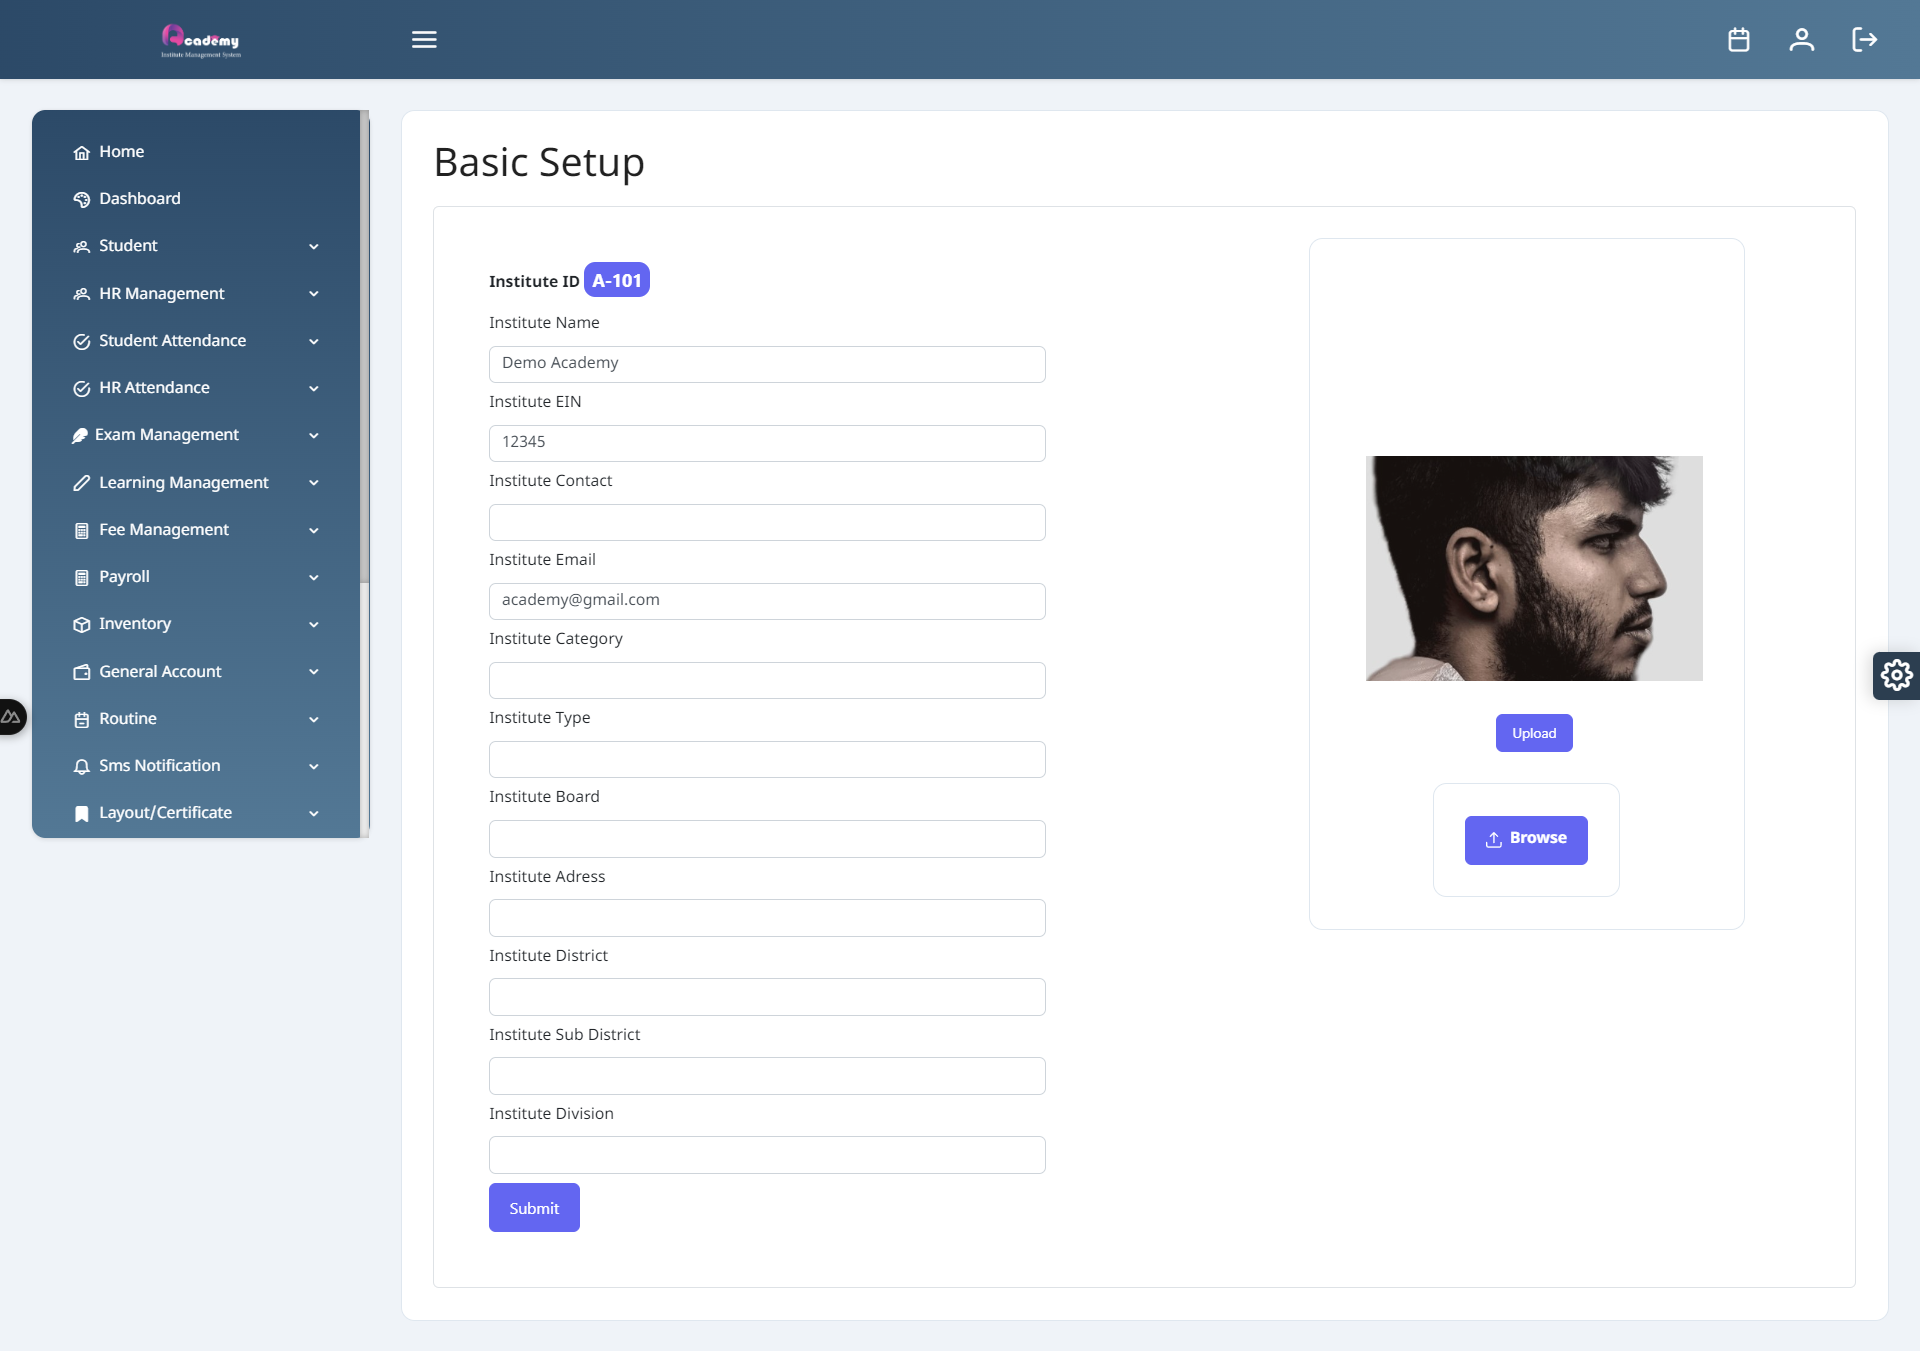 Academy
Institute Management System
Home
Dashboard
Student
HR Management
Student Attendance
HR Attendance
Exam Management
Learning Management
Fee Management
Payroll
Inventory
General Account
Routine
Sms Notification
Layout/Certificate
Basic Setup
Institute ID A-101
Institute Name
Demo Academy
Institute EIN
12345
Institute Contact
Institute Email
academy@gmail.com
Institute Category
Institute Type
Institute Board
Institute Adress
Institute District
Institute Sub District
Institute Division
Submit
Upload
Browse